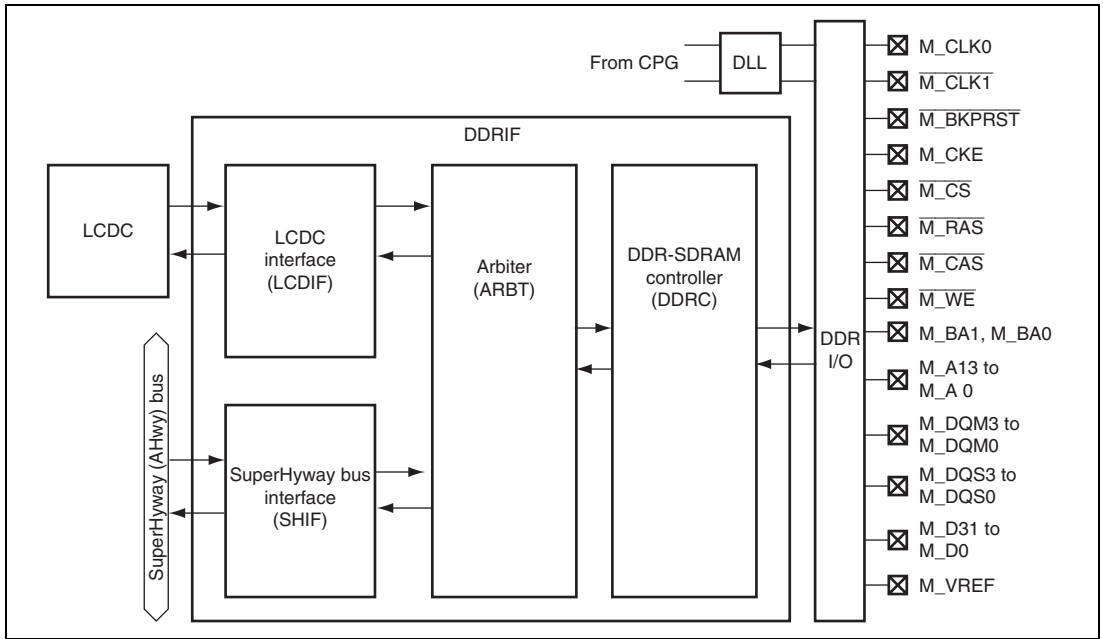 From CPG
DLL
DDRIF
LCDC
LCDC
interface
(LCDIF)
Arbiter
(ARBT)
DDR-SDRAM
controller
(DDRC)
SuperHyway (AHwy) bus
SuperHyway bus
interface
(SHIF)
DDR
I/O
M_CLK0
M_CLK1
M_BKPRST
M_CKE
M_CS
M_RAS
M_CAS
M_WE
M_BA1, M_BA0
M_A13 to
M_A 0
M_DQM3 to
M_DQM0
M_DQS3 to
M_DQS0
M_D31 to
M_D0
M_VREF